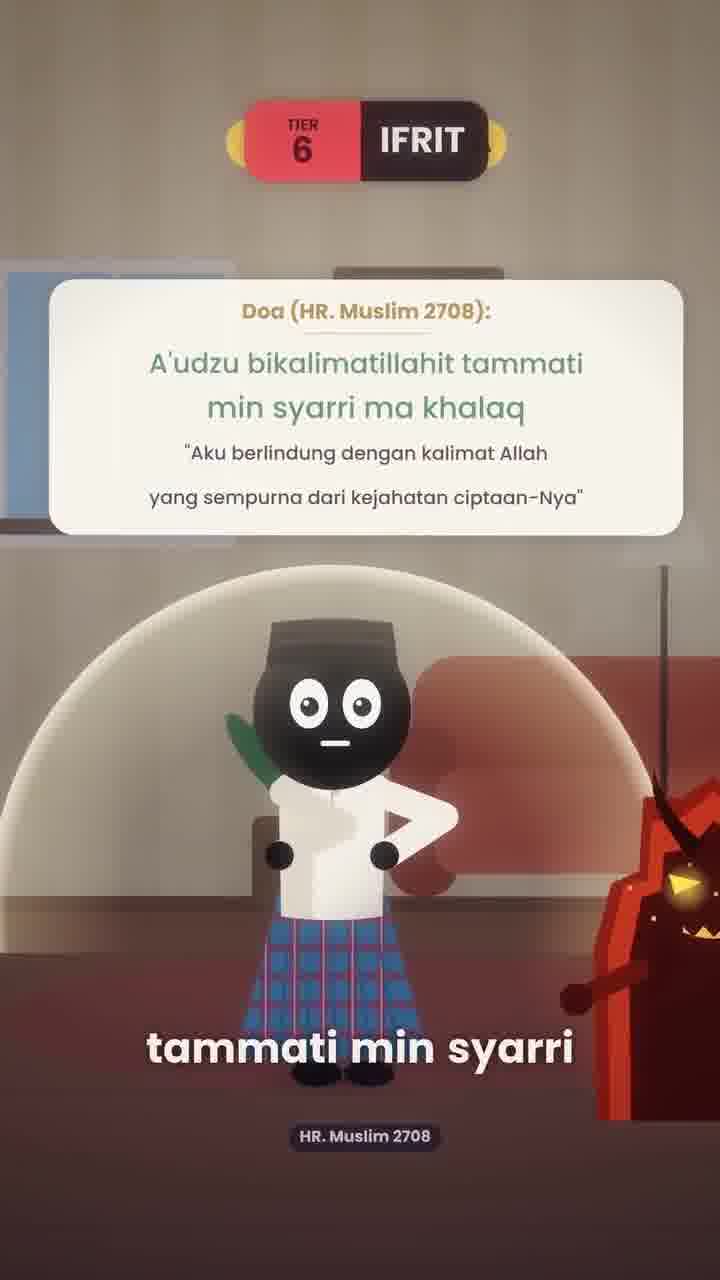 TIER
6
IFRIT
Doa (HR. Muslim 2708):
A'udzu bikalimatillahit tammati
min syarri ma khalaq
"Aku berlindung dengan kalimat Allah
yang sempurna dari kejahatan ciptaan-Nya"
tammati min syarri
HR. Muslim 2708